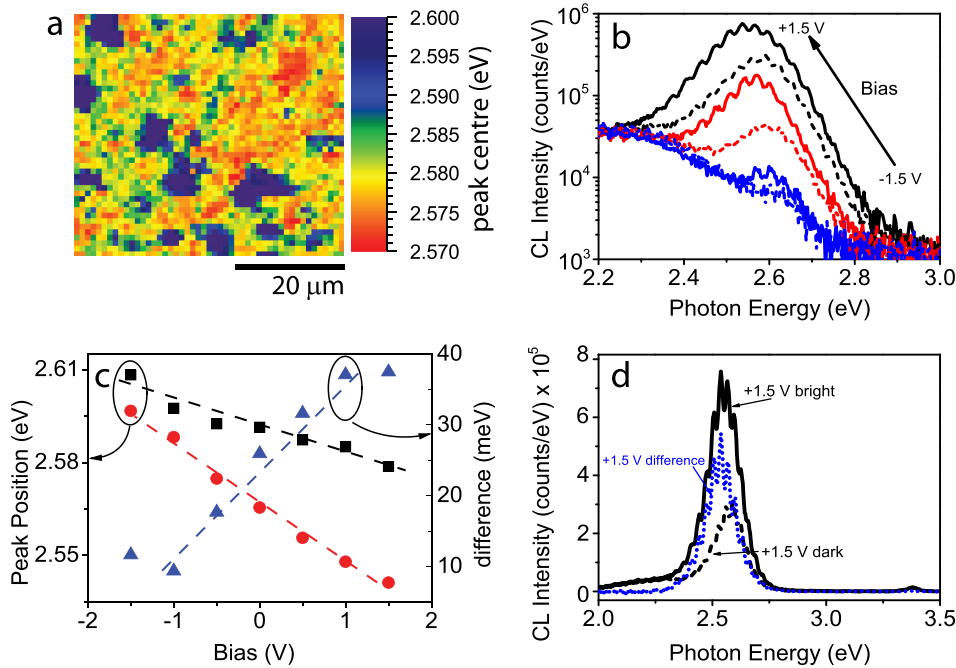 a
2.600
2.595
2.590
2.585
2.580
2.575
2.570
peak centre (eV)
20 μm
b
CL Intensity (counts/eV)
10^6
10^5
10^4
10^3
+1.5 V
Bias
-1.5 V
2.2 2.4 2.6 2.8 3.0
Photon Energy (eV)
c
Peak Position (eV)
2.61
2.58
2.55
40
30
20
10
difference (meV)
-2 -1 0 1 2
Bias (V)
d
CL Intensity (counts/eV) x 10^5
8
6
4
2
0
+1.5 V bright
+1.5 V difference
+1.5 V dark
2.0 2.5 3.0 3.5
Photon Energy (eV)